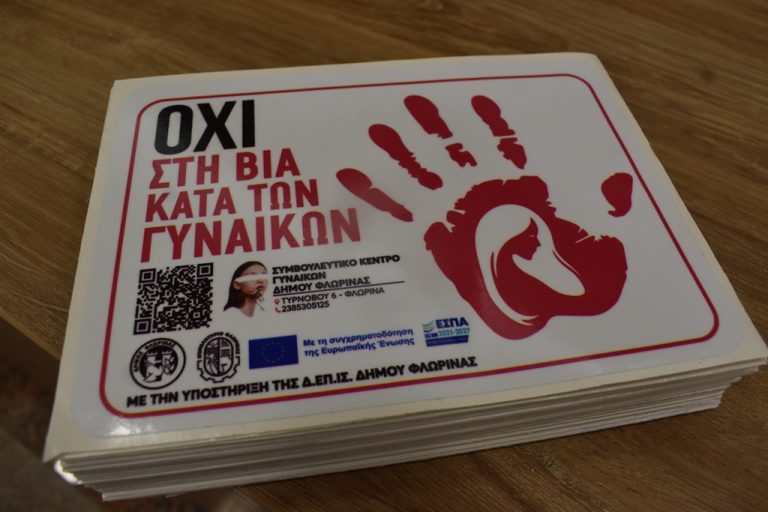 ΟΧΙ
ΣΤΗ ΒΙΑ
ΚΑΤΑ ΤΩΝ
ΓΥΝΑΙΚΩΝ
ΣΥΜΒΟΥΛΕΥΤΙΚΟ ΚΕΝΤΡΟ
ΓΥΝΑΙΚΩΝ
ΔΗΜΟΥ ΦΛΩΡΙΝΑΣ
ΤΥΡΝΟΒΟΥ 6 - ΦΛΩΡΙΝΑ
2385305125
Με τη συγχρηματοδότηση
της Ευρωπαϊκής Ένωσης
ΕΣΠΑ
2021-2027
ΜΕ ΤΗΝ ΥΠΟΣΤΗΡΙΞΗ ΤΗΣ Δ.ΕΠ.ΙΣ. ΔΗΜΟΥ ΦΛΩΡΙΝΑΣ